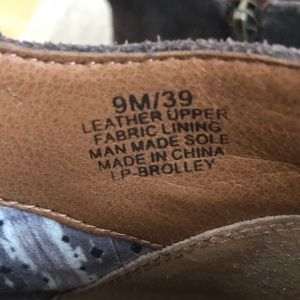 9M/39
LEATHER UPPER
FABRIC LINING
MAN MADE SOLE
MADE IN CHINA
LP-BROLLEY